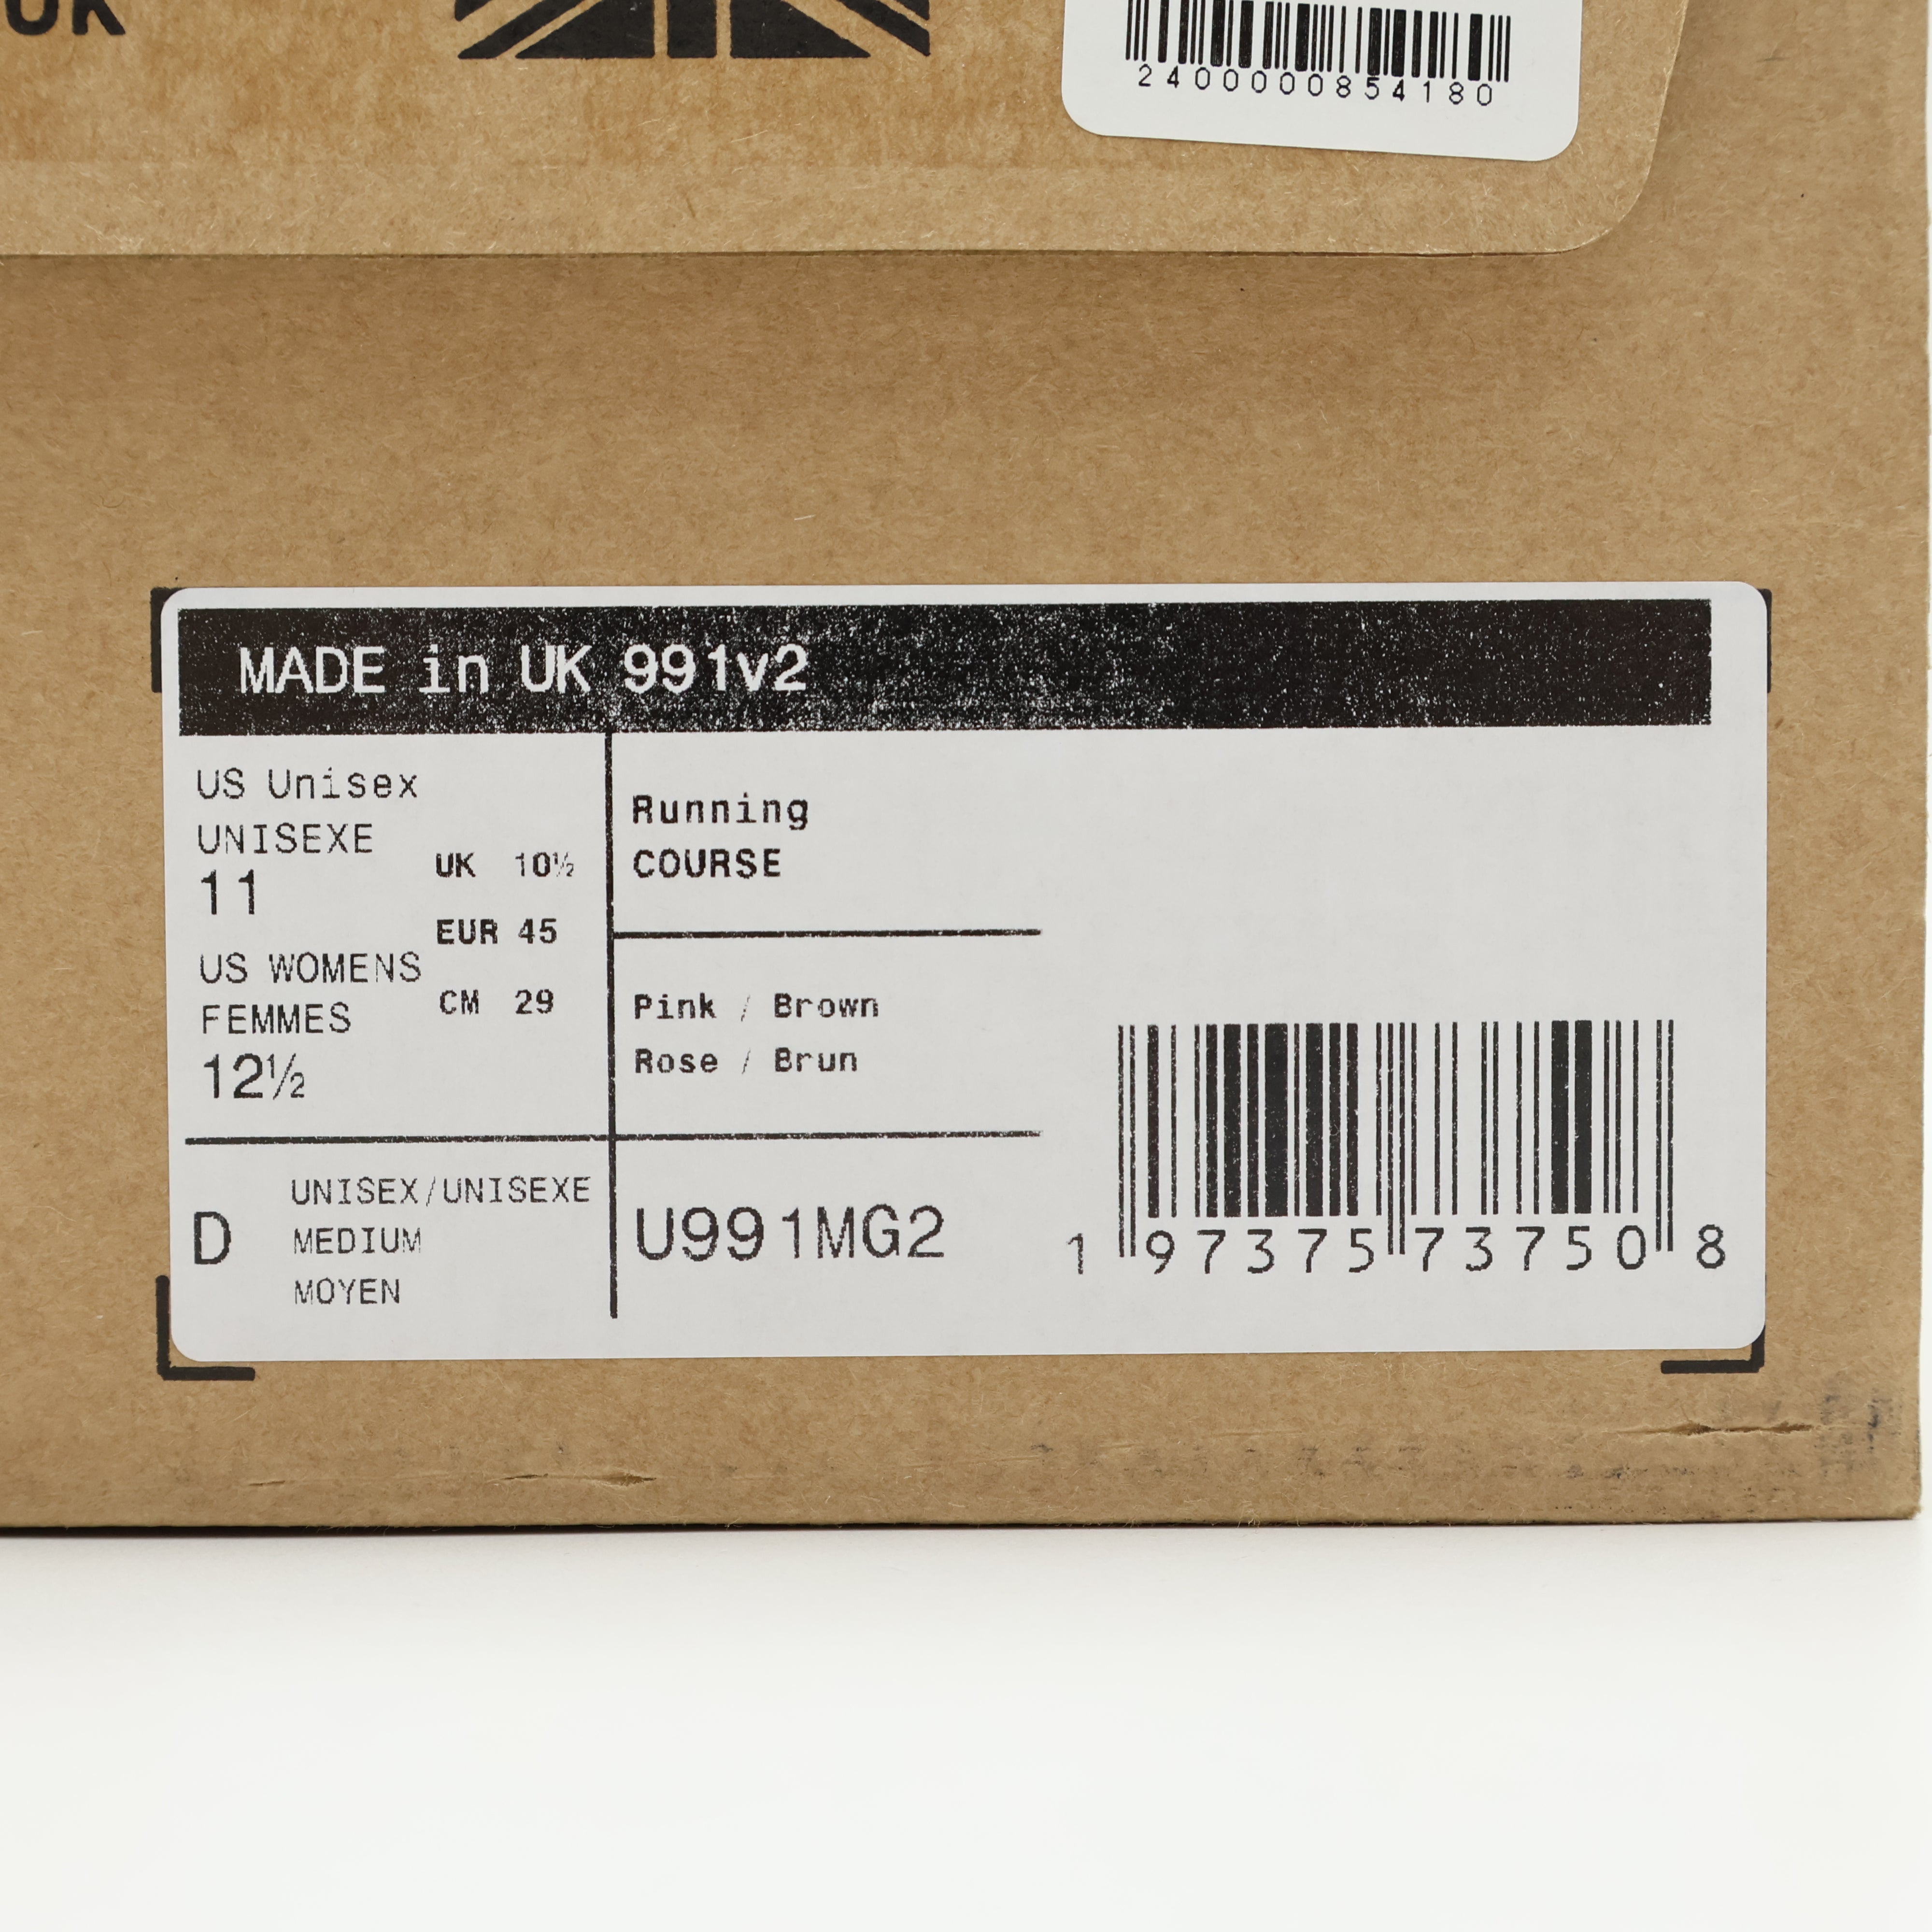 UK
2400000854180
MADE in UK 991v2
US Unisex
UNISEXE
11
US WOMENS
FEMMES
12½
UK 10½
EUR 45
CM 29
Running
COURSE
Pink / Brown
Rose / Brun
D
UNISEX/UNISEXE
MEDIUM
MOYEN
U991MG2
1 97375 73750 8